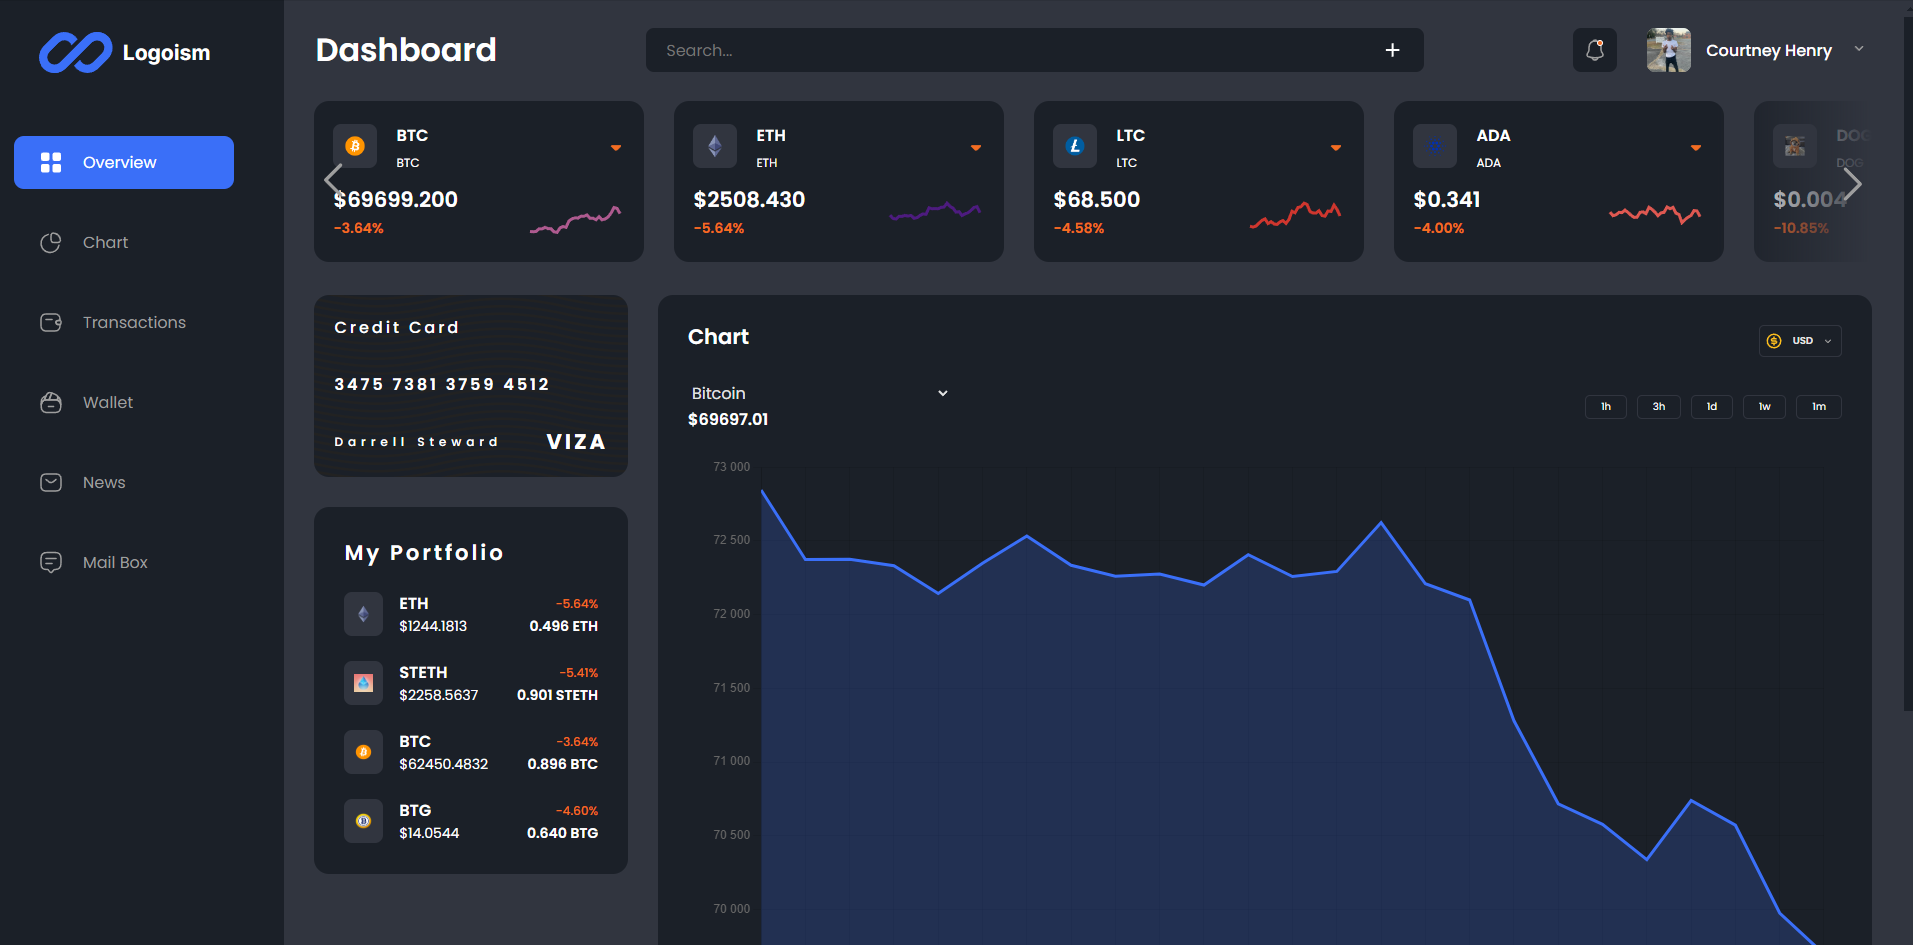 Logoism
Overview
Chart
Transactions
Wallet
News
Mail Box
Dashboard
Search...
+
Courtney Henry
BTC
BTC
$69699.200
-3.64%
ETH
ETH
$2508.430
-5.64%
LTC
LTC
$68.500
-4.58%
ADA
ADA
$0.341
-4.00%
DOG
DOG
$0.004
-10.85%
Credit Card
3475 7381 3759 4512
Darrell Steward VIZA
My Portfolio
ETH -5.64%
$1244.1813 0.496 ETH
STETH -5.41%
$2258.5637 0.901 STETH
BTC -3.64%
$62450.4832 0.896 BTC
BTG -4.60%
$14.0544 0.640 BTG
Chart
USD
Bitcoin
$69697.01
1h 3h 1d 1w 1m
73 000
72 500
72 000
71 500
71 000
70 500
70 000